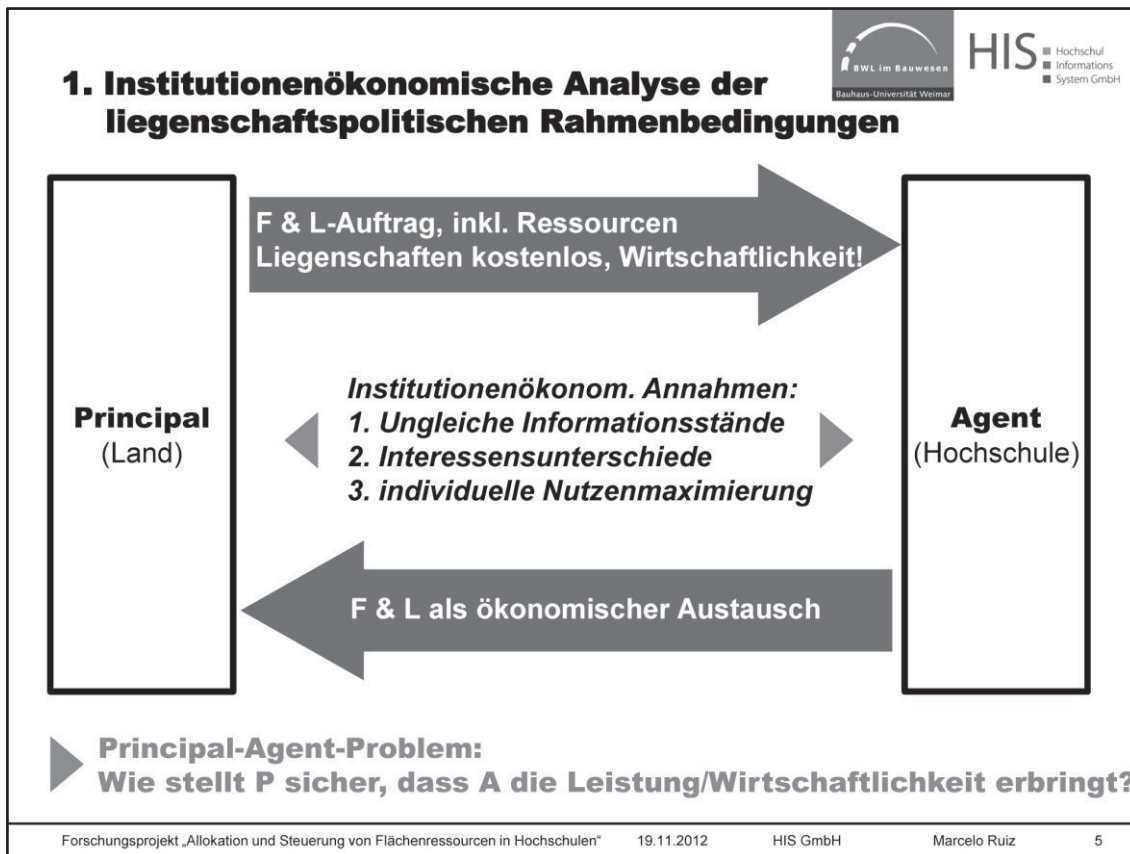 BWL im Bauwesen
Bauhaus-Universität Weimar
HIS
Hochschul
Informations
System GmbH
1. Institutionenökonomische Analyse der
liegenschaftspolitischen Rahmenbedingungen
F & L-Auftrag, inkl. Ressourcen
Liegenschaften kostenlos, Wirtschaftlichkeit!
Principal
(Land)
Institutionenökonom. Annahmen:
1. Ungleiche Informationsstände
2. Interessensunterschiede
3. individuelle Nutzenmaximierung
Agent
(Hochschule)
F & L als ökonomischer Austausch
Principal-Agent-Problem:
Wie stellt P sicher, dass A die Leistung/Wirtschaftlichkeit erbringt?
Forschungsprojekt „Allokation und Steuerung von Flächenressourcen in Hochschulen“ 19.11.2012 HIS GmbH Marcelo Ruiz 5